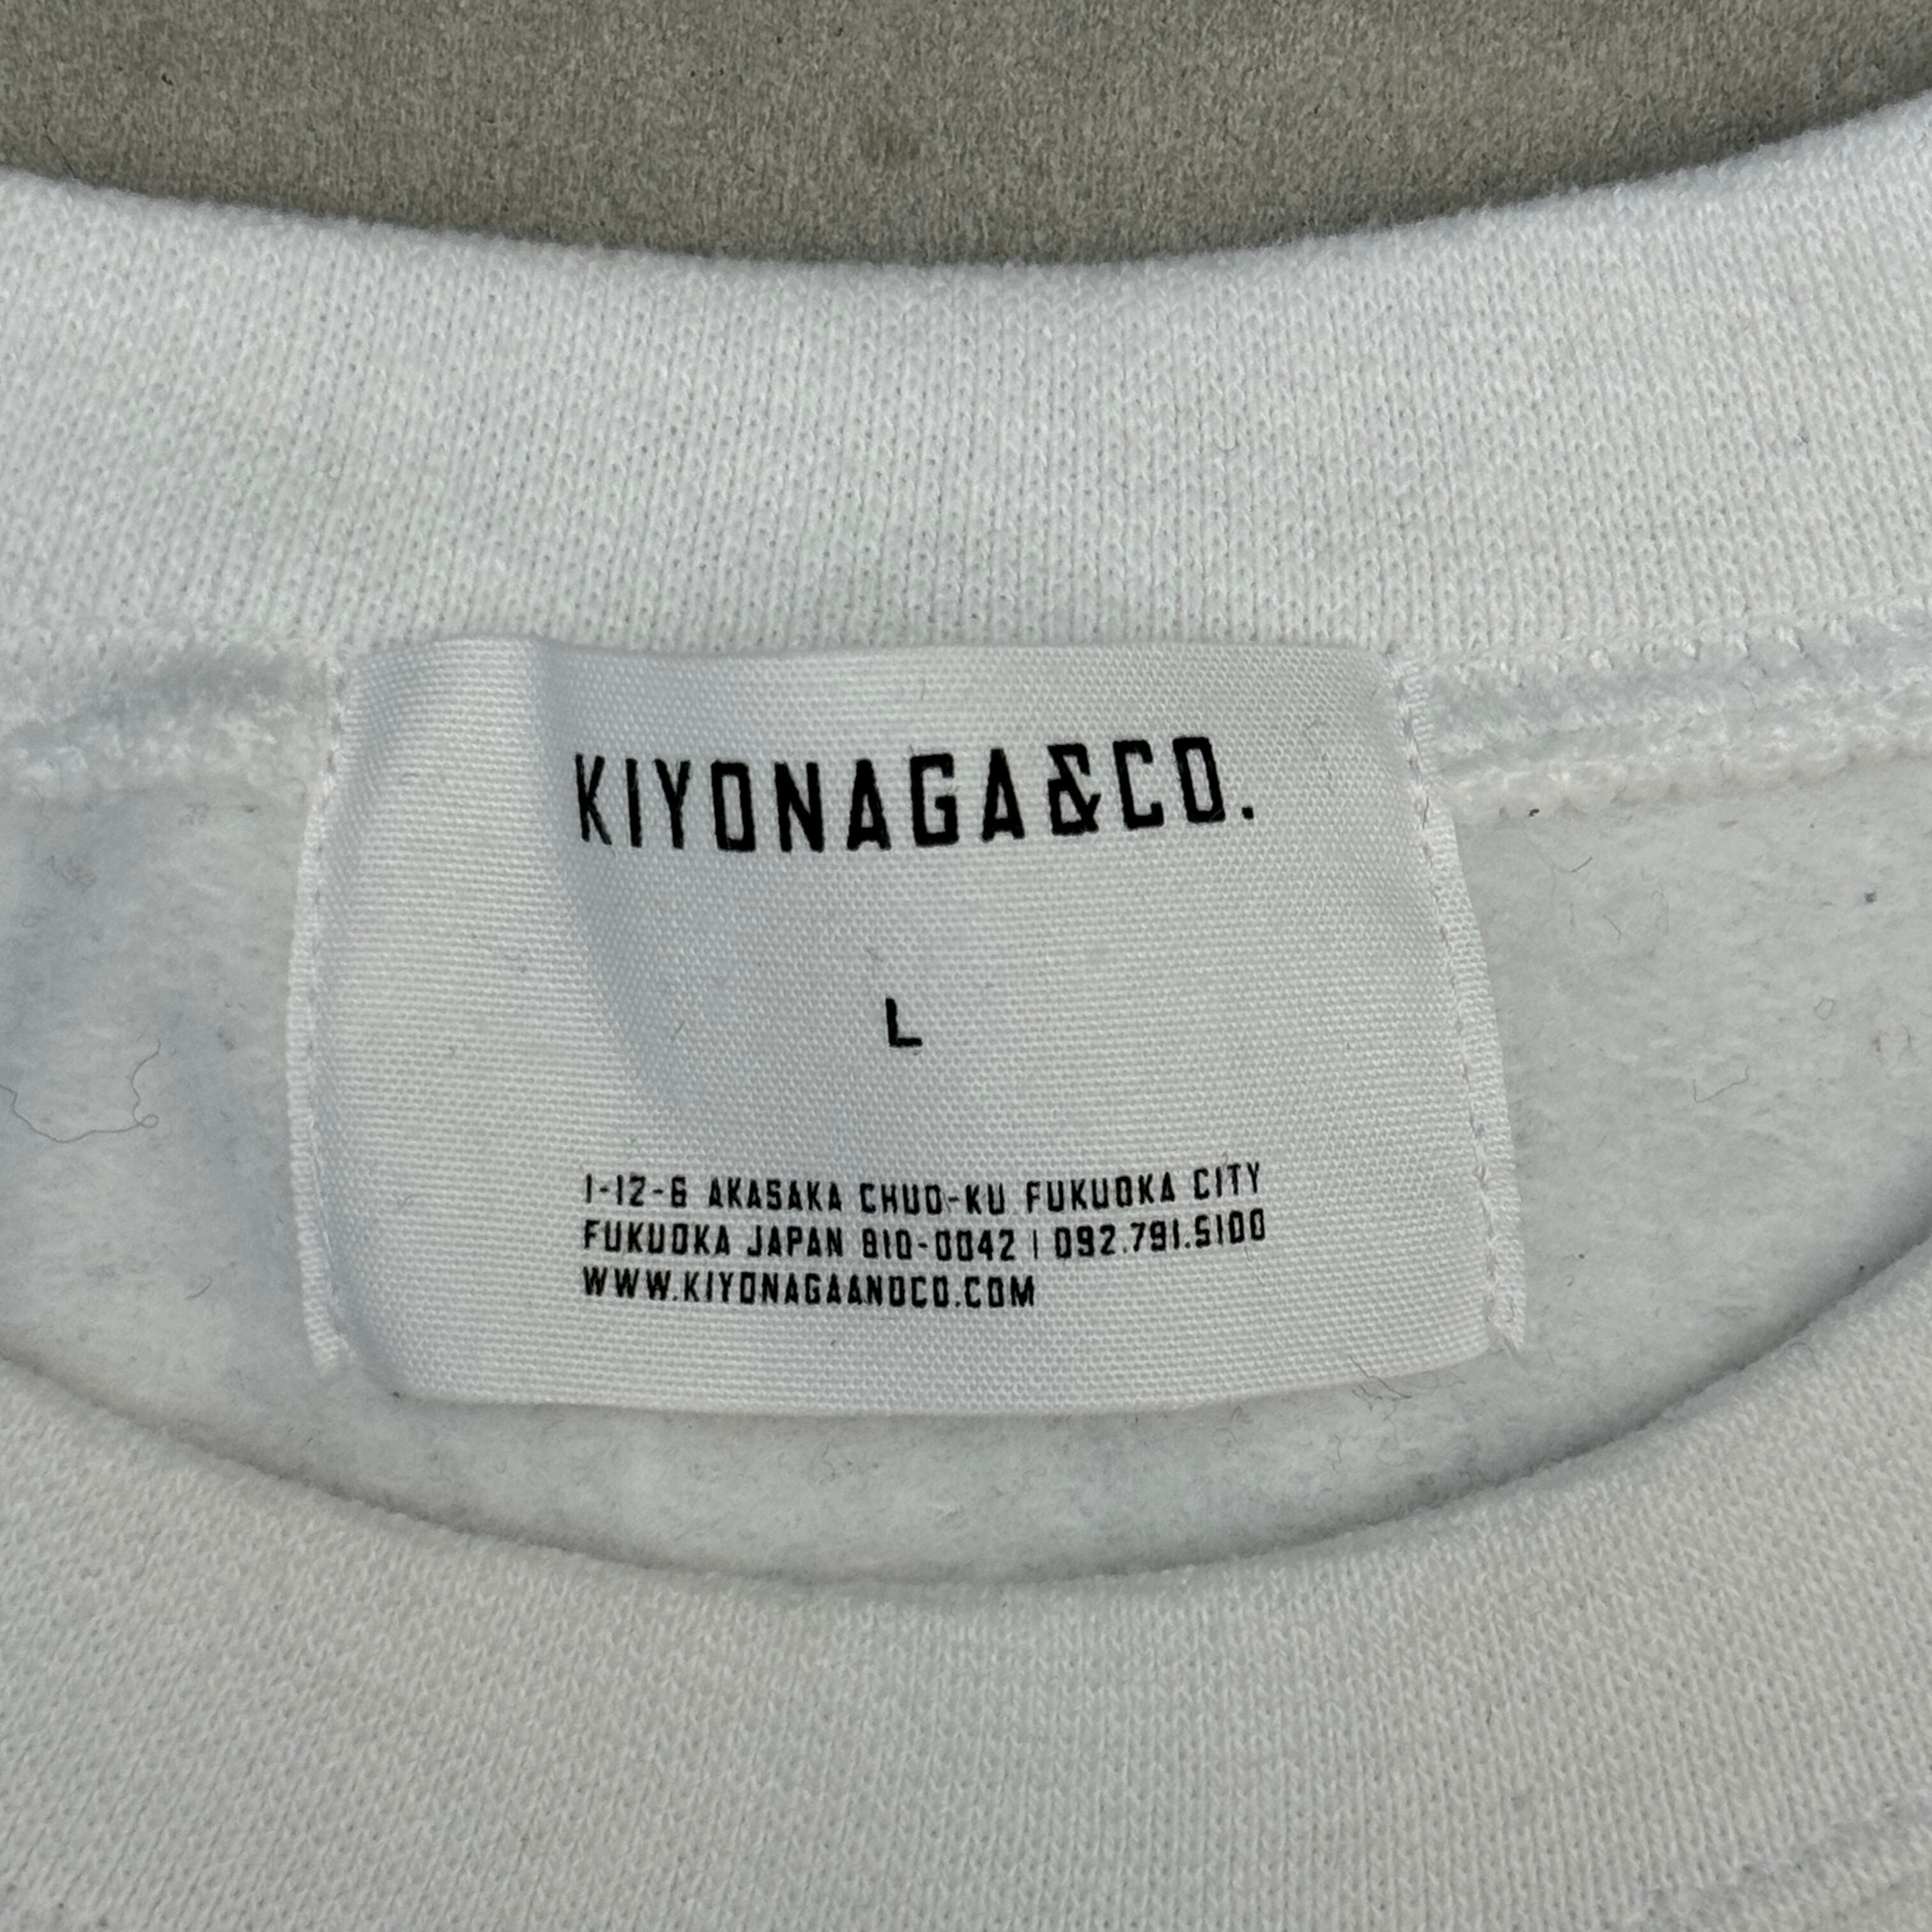 KIYONAGA&CO.
L
1-12-6 AKASAKA CHUO-KU FUKUOKA CITY
FUKUOKA JAPAN 810-0042 | 092.791.5100
WWW.KIYONAGAANDCO.COM